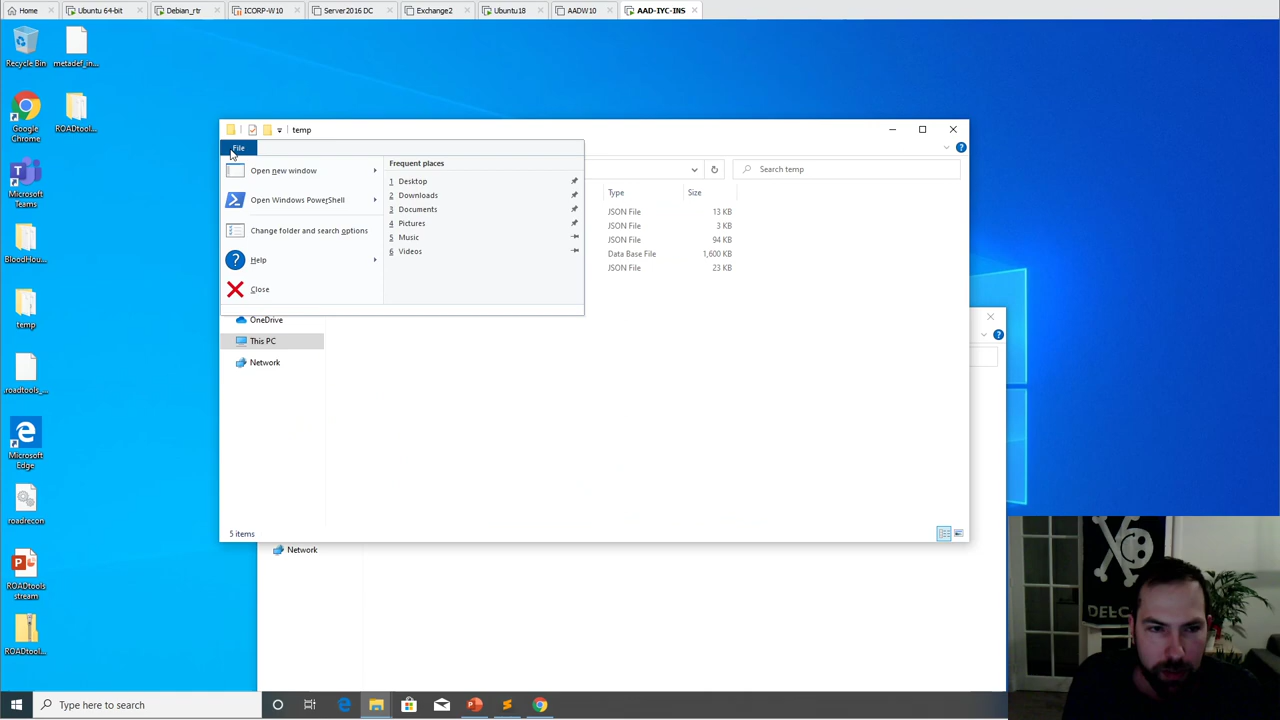 Home
Ubuntu 64-bit
Debian_rtr
ICORP-W10
Server2016 DC
Exchange2
Ubuntu18
AADW10
AAD-IYC-INS
Recycle Bin
metadef_in...
Google
Chrome
ROADtool...
Microsoft
Teams
BloodHou...
temp
.roadtools_...
Microsoft
Edge
roadrecon
ROADtools
stream
ROADtool...
temp
File
Open new window
Open Windows PowerShell
Change folder and search options
Help
Close
Frequent places
1 Desktop
2 Downloads
3 Documents
4 Pictures
5 Music
6 Videos
Search temp
Type
Size
JSON File
13 KB
JSON File
3 KB
JSON File
94 KB
Data Base File
1,600 KB
JSON File
23 KB
OneDrive
This PC
Network
5 items
Network
Type here to search